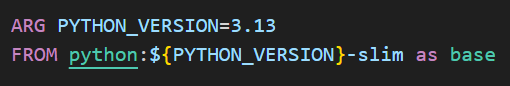 ARG PYTHON_VERSION=3.13
FROM python:${PYTHON_VERSION}-slim as base